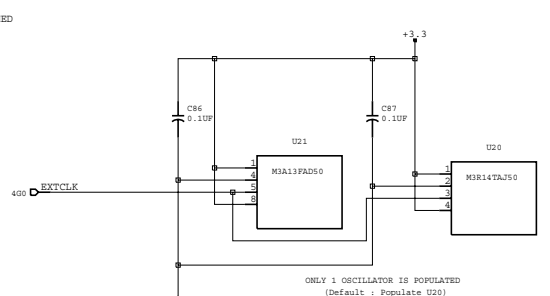 ED
+3.3
C86
0.1UF
C87
0.1UF
U21
U20
1
4
5
8
M3A13FAD50
1
2
3
4
M3R14TAJ50
4G0
EXTCLK
ONLY 1 OSCILLATOR IS POPULATED
(Default : Populate U20)